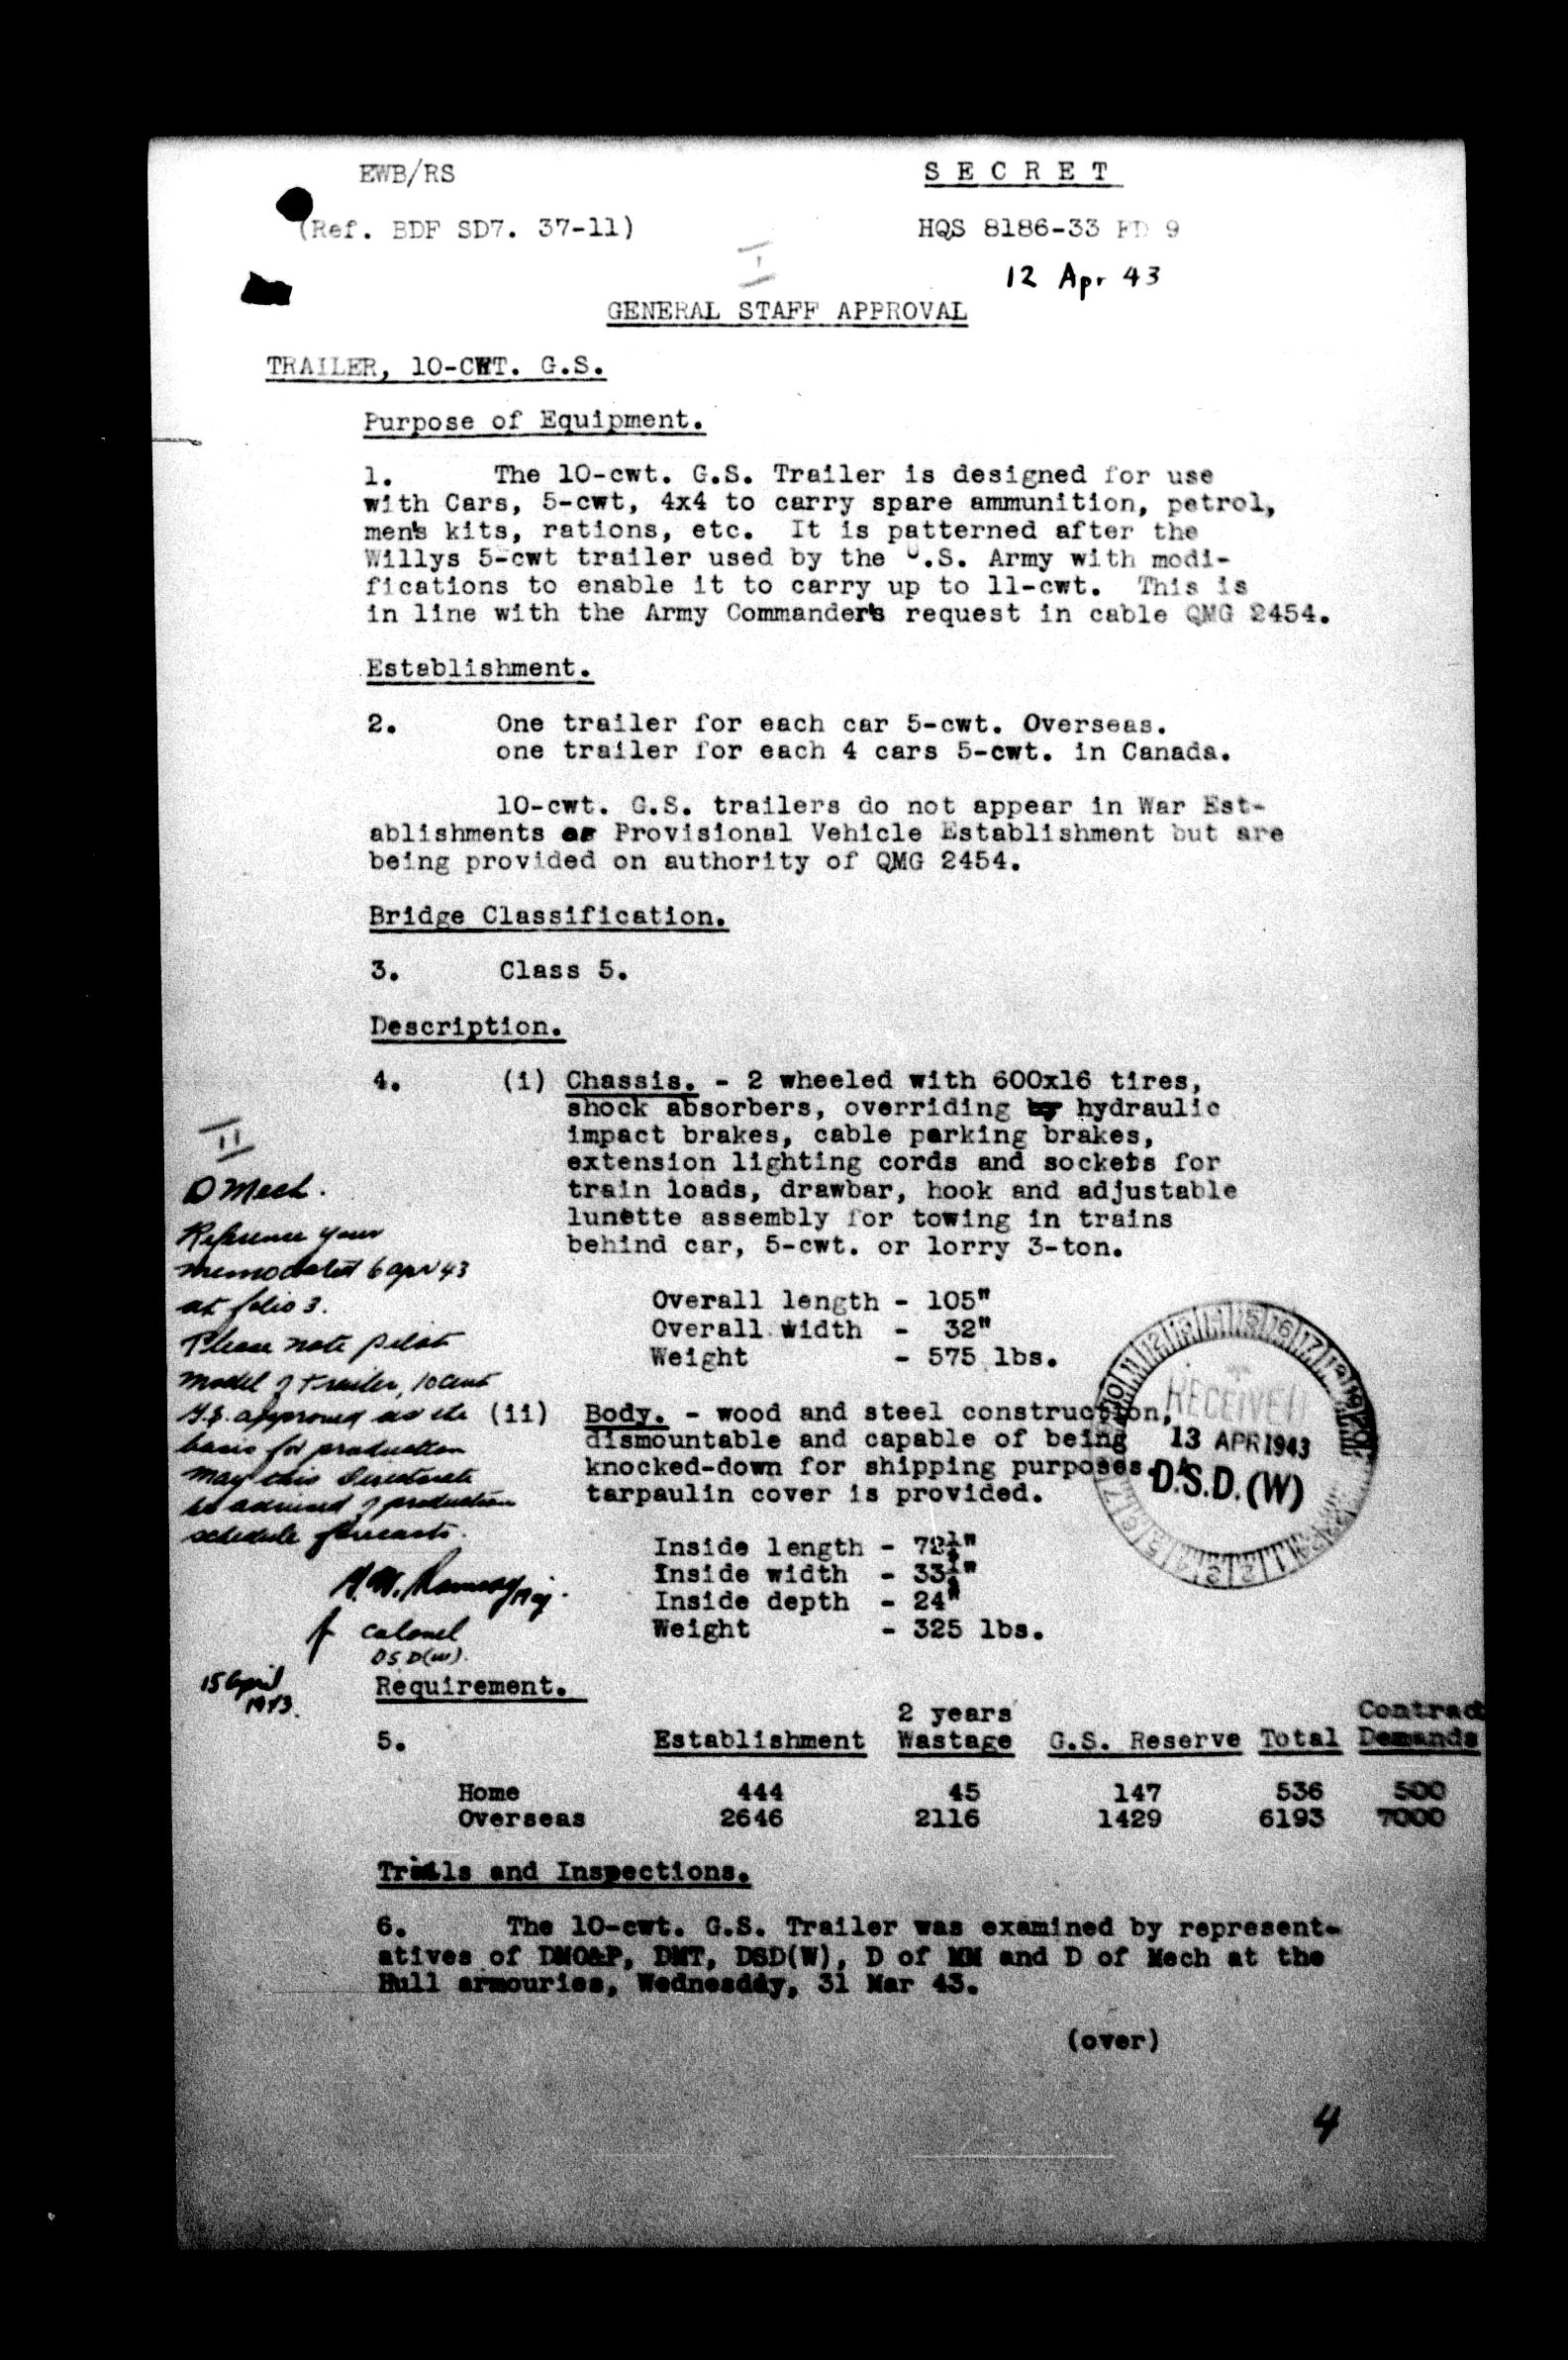 EWB/RS
S E C R E T
(Ref. BDF SD7. 37-11)
HQS 8186-33 FD 9
I
12 Apr 43
GENERAL STAFF APPROVAL
TRAILER, 10-CWT. G.S.
Purpose of Equipment.
1. The 10-cwt. G.S. Trailer is designed for use
with Cars, 5-cwt, 4x4 to carry spare ammunition, petrol,
men's kits, rations, etc. It is patterned after the
Willys 5-cwt trailer used by the U.S. Army with modi-
fications to enable it to carry up to 11-cwt. This is
in line with the Army Commander's request in cable QMG 2454.
Establishment.
2. One trailer for each car 5-cwt. Overseas.
one trailer for each 4 cars 5-cwt. in Canada.
10-cwt. G.S. trailers do not appear in War Est-
ablishments or Provisional Vehicle Establishment but are
being provided on authority of QMG 2454.
Bridge Classification.
3. Class 5.
Description.
4. (i) Chassis. - 2 wheeled with 600x16 tires,
shock absorbers, overriding by hydraulic
impact brakes, cable parking brakes,
extension lighting cords and sockets for
train loads, drawbar, hook and adjustable
lunette assembly for towing in trains
behind car, 5-cwt. or lorry 3-ton.
Overall length - 105"
Overall width - 32"
Weight - 575 lbs.
(ii) Body. - wood and steel construction,
dismountable and capable of being
knocked-down for shipping purposes. A
tarpaulin cover is provided.
Inside length - 72½"
Inside width - 33½"
Inside depth - 24"
Weight - 325 lbs.
RECEIVED
13 APR 1943
D.S.D.(W)
II
D Mech.
Reference your
memo dated 6 Apr 43
at folio 3.
Please note pilot
model of trailer, 10 cwt
G.S. approved as the
basis for production
May this Directorate
be advised of production
schedule forecasts.
H.W. Ramsay Maj.
f Colonel
DSD(W).
15 April
1943.
Requirement.
5. Establishment 2 years Wastage G.S. Reserve Total Contract Demands
Home 444 45 147 536 500
Overseas 2646 2116 1429 6193 7000
Trails and Inspections.
6. The 10-cwt. G.S. Trailer was examined by represent-
atives of DMO&P, DMT, DSD(W), D of MM and D of Mech at the
Hull armouries, Wednesday, 31 Mar 43.
(over)
4